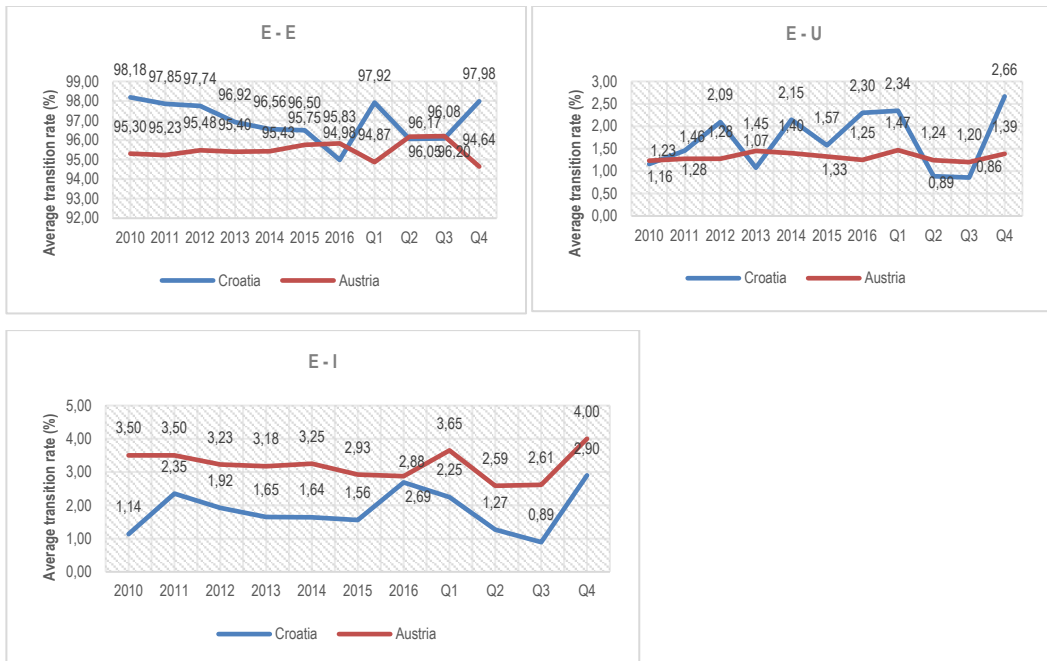 E - E
Average transition rate (%)
99,00
98,00
97,00
96,00
95,00
94,00
93,00
92,00
98,18 97,85 97,74 96,92 96,56 96,50 94,98 97,92 96,05 96,08 97,98
95,30 95,23 95,48 95,40 95,43 95,75 95,83 94,87 96,17 96,20 94,64
2010 2011 2012 2013 2014 2015 2016 Q1 Q2 Q3 Q4
Croatia Austria
E - U
Average transition rate (%)
3,00
2,50
2,00
1,50
1,00
0,50
0,00
1,16 1,46 2,09 1,07 2,15 1,57 2,30 2,34 0,89 0,86 2,66
1,23 1,28 1,28 1,45 1,40 1,33 1,25 1,47 1,24 1,20 1,39
2010 2011 2012 2013 2014 2015 2016 Q1 Q2 Q3 Q4
Croatia Austria
E - I
Average transition rate (%)
5,00
4,00
3,00
2,00
1,00
0,00
3,50 3,50 3,23 3,18 3,25 2,93 2,88 3,65 2,59 2,61 4,00
1,14 2,35 1,92 1,65 1,64 1,56 2,69 2,25 1,27 0,89 2,90
2010 2011 2012 2013 2014 2015 2016 Q1 Q2 Q3 Q4
Croatia Austria